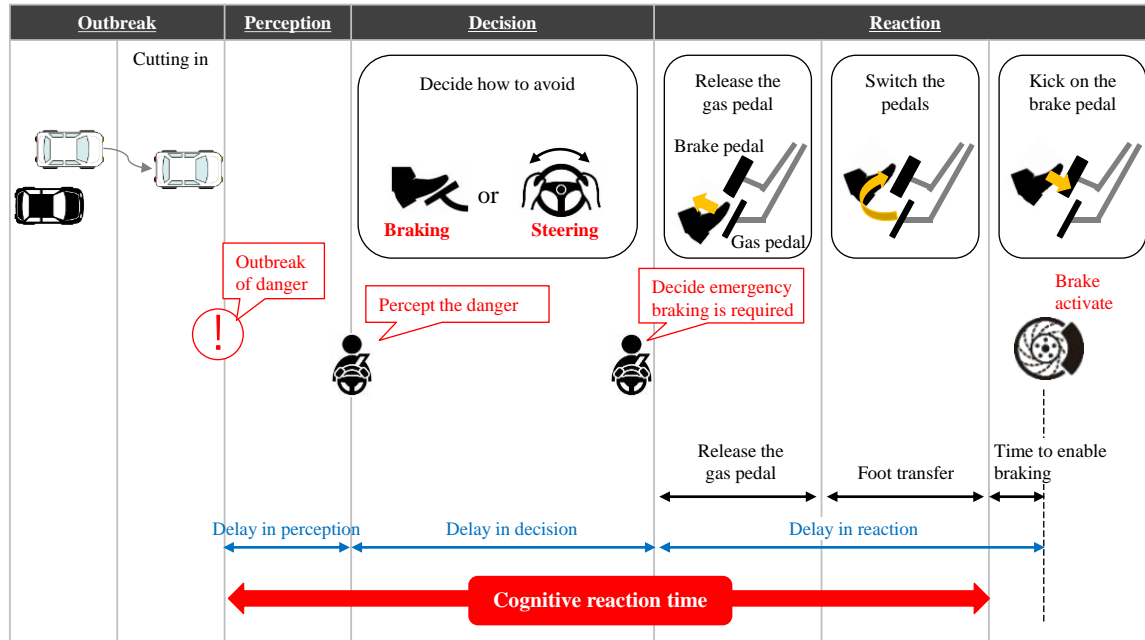 Outbreak
Perception
Decision
Reaction
Cutting in
Decide how to avoid
Braking
or
Steering
Release the
gas pedal
Brake pedal
Gas pedal
Switch the
pedals
Kick on the
brake pedal
Outbreak
of danger
!
Percept the danger
Decide emergency
braking is required
Brake
activate
Release the
gas pedal
Foot transfer
Time to enable
braking
Delay in perception
Delay in decision
Delay in reaction
Cognitive reaction time